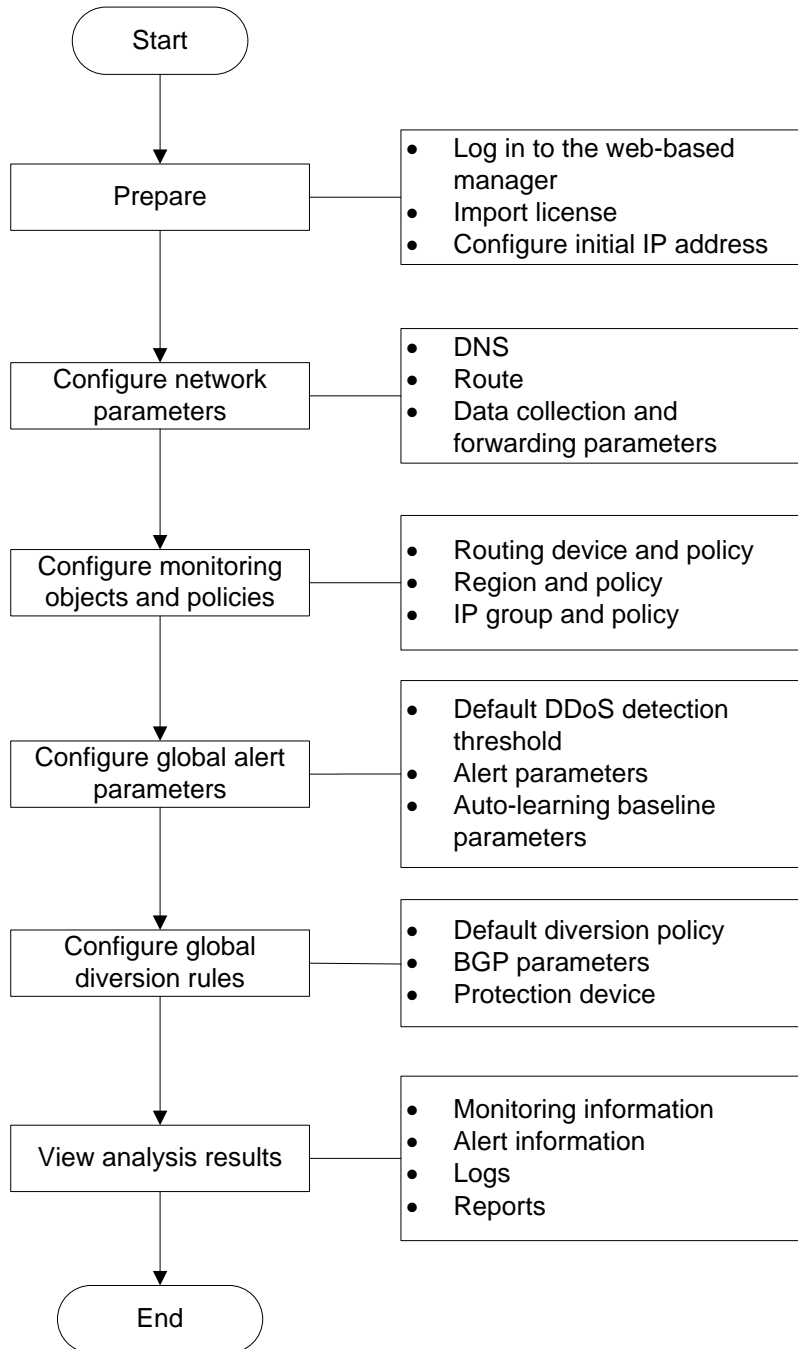 Start
Prepare
• Log in to the web-based
manager
• Import license
• Configure initial IP address
Configure network
parameters
• DNS
• Route
• Data collection and
forwarding parameters
Configure monitoring
objects and policies
• Routing device and policy
• Region and policy
• IP group and policy
Configure global alert
parameters
• Default DDoS detection
threshold
• Alert parameters
• Auto-learning baseline
parameters
Configure global
diversion rules
• Default diversion policy
• BGP parameters
• Protection device
View analysis results
• Monitoring information
• Alert information
• Logs
• Reports
End